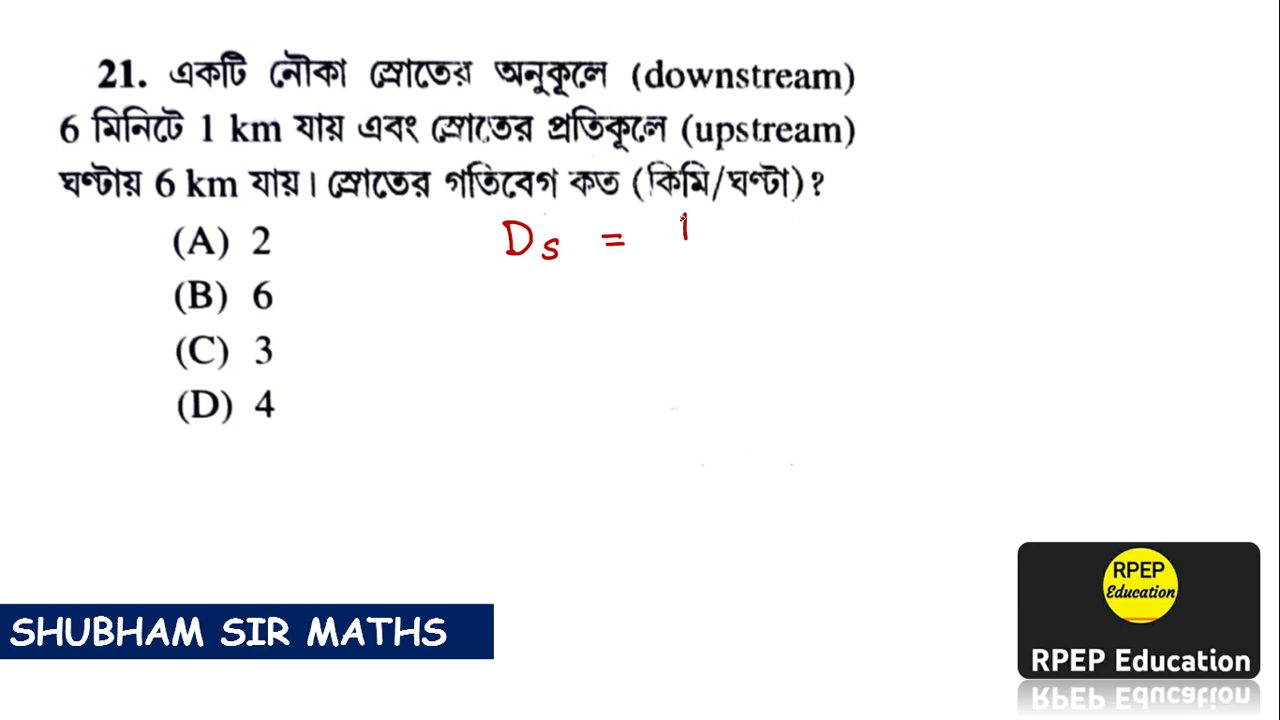 21. একটি নৌকা স্রোতের অনুকূলে (downstream)
6 মিনিটে 1 km যায় এবং স্রোতের প্রতিকূলে (upstream)
ঘণ্টায় 6 km যায়। স্রোতের গতিবেগ কত (কিমি/ঘণ্টা)?
(A) 2
Ds = 1
(B) 6
(C) 3
(D) 4
RPEP
Education
SHUBHAM SIR MATHS
RPEP Education